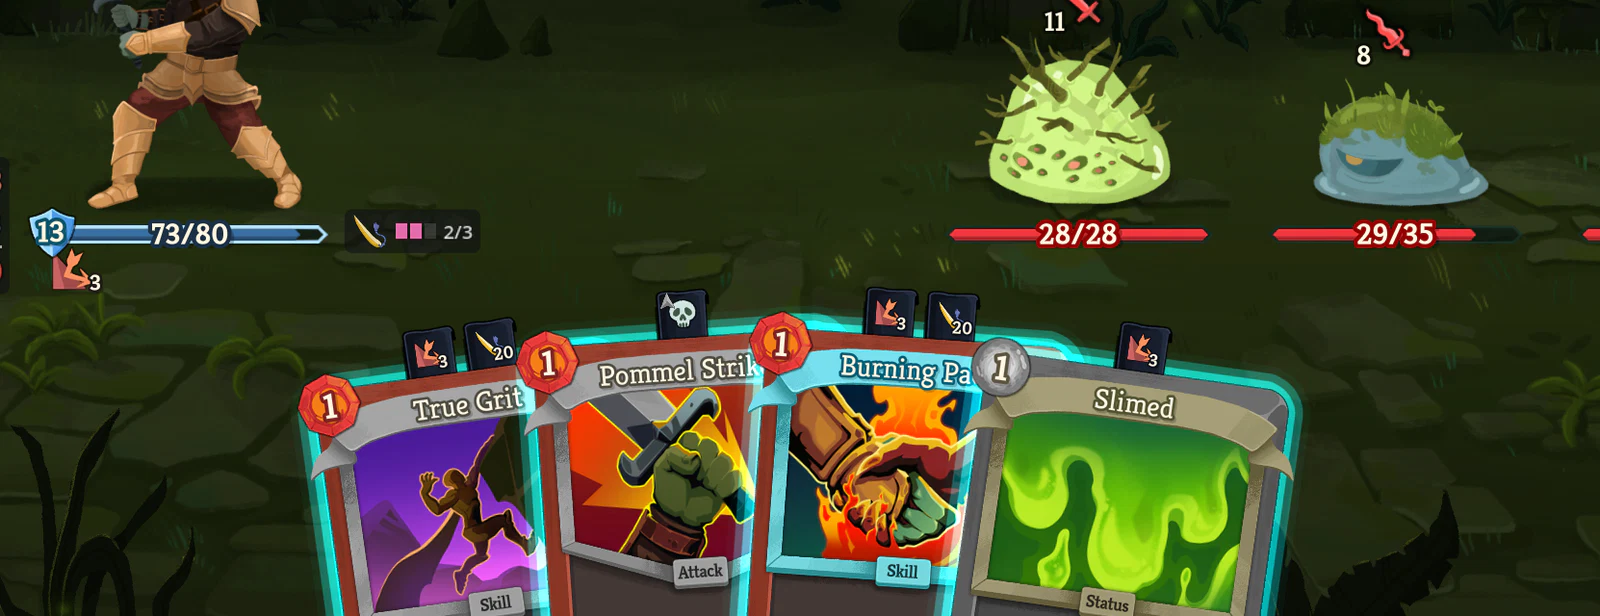 11
8
13
73/80
2/3
3
28/28
29/35
3
20
3
20
3
1
True Grit
Skill
1
Pommel Strik
Attack
1
Burning Pa
Skill
1
Slimed
Status